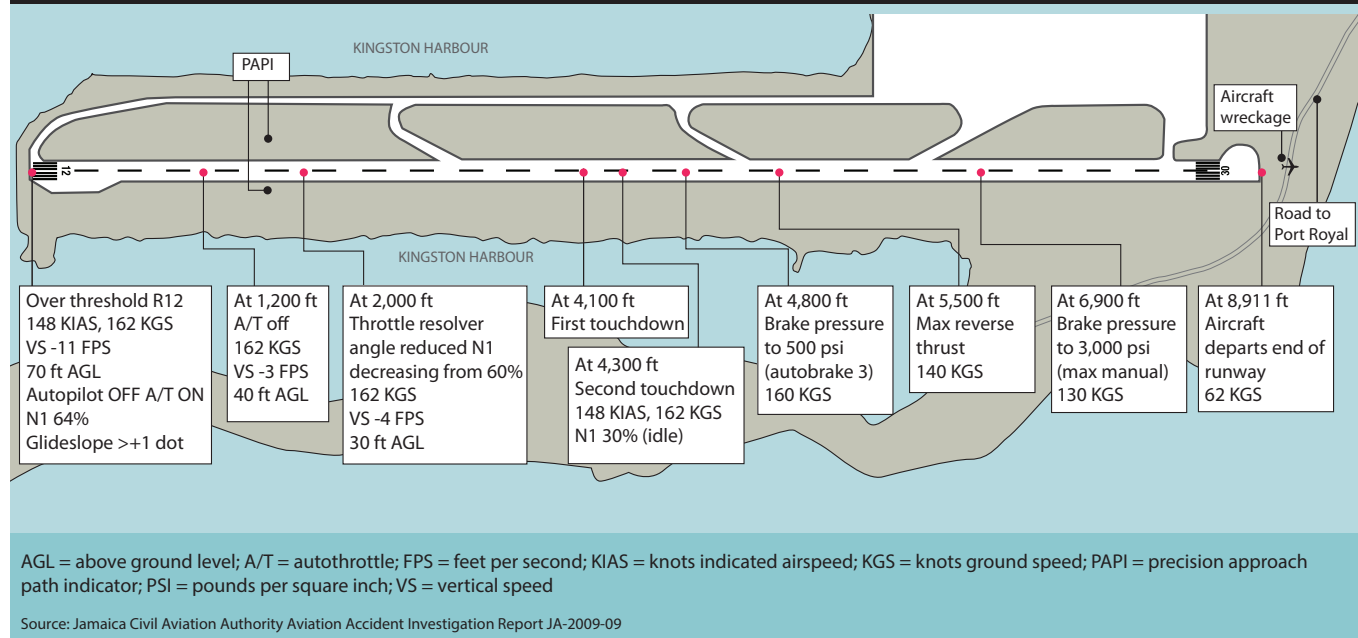 KINGSTON HARBOUR
PAPI
Aircraft
wreckage
12
30
Road to
Port Royal
KINGSTON HARBOUR
Over threshold R12
148 KIAS, 162 KGS
VS -11 FPS
70 ft AGL
Autopilot OFF A/T ON
N1 64%
Glideslope >+1 dot
At 1,200 ft
A/T off
162 KGS
VS -3 FPS
40 ft AGL
At 2,000 ft
Throttle resolver
angle reduced N1
decreasing from 60%
162 KGS
VS -4 FPS
30 ft AGL
At 4,100 ft
First touchdown
At 4,300 ft
Second touchdown
148 KIAS, 162 KGS
N1 30% (idle)
At 4,800 ft
Brake pressure
to 500 psi
(autobrake 3)
160 KGS
At 5,500 ft
Max reverse
thrust
140 KGS
At 6,900 ft
Brake pressure
to 3,000 psi
(max manual)
130 KGS
At 8,911 ft
Aircraft
departs end of
runway
62 KGS
AGL = above ground level; A/T = autothrottle; FPS = feet per second; KIAS = knots indicated airspeed; KGS = knots ground speed; PAPI = precision approach
path indicator; PSI = pounds per square inch; VS = vertical speed
Source: Jamaica Civil Aviation Authority Aviation Accident Investigation Report JA-2009-09